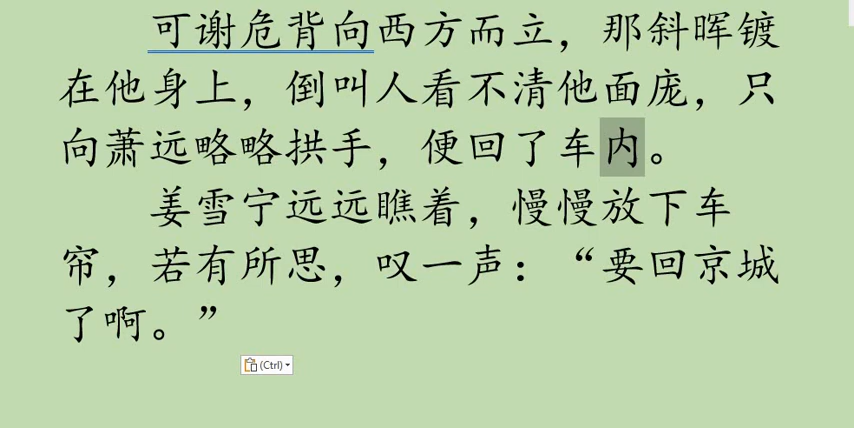 可谢危背向西方而立，那斜晖镀
在他身上，倒叫人看不清他面庞，只
向萧远略略拱手，便回了车内。
姜雪宁远远瞧着，慢慢放下车
帘，若有所思，叹一声：“要回京城
了啊。”
(Ctrl)